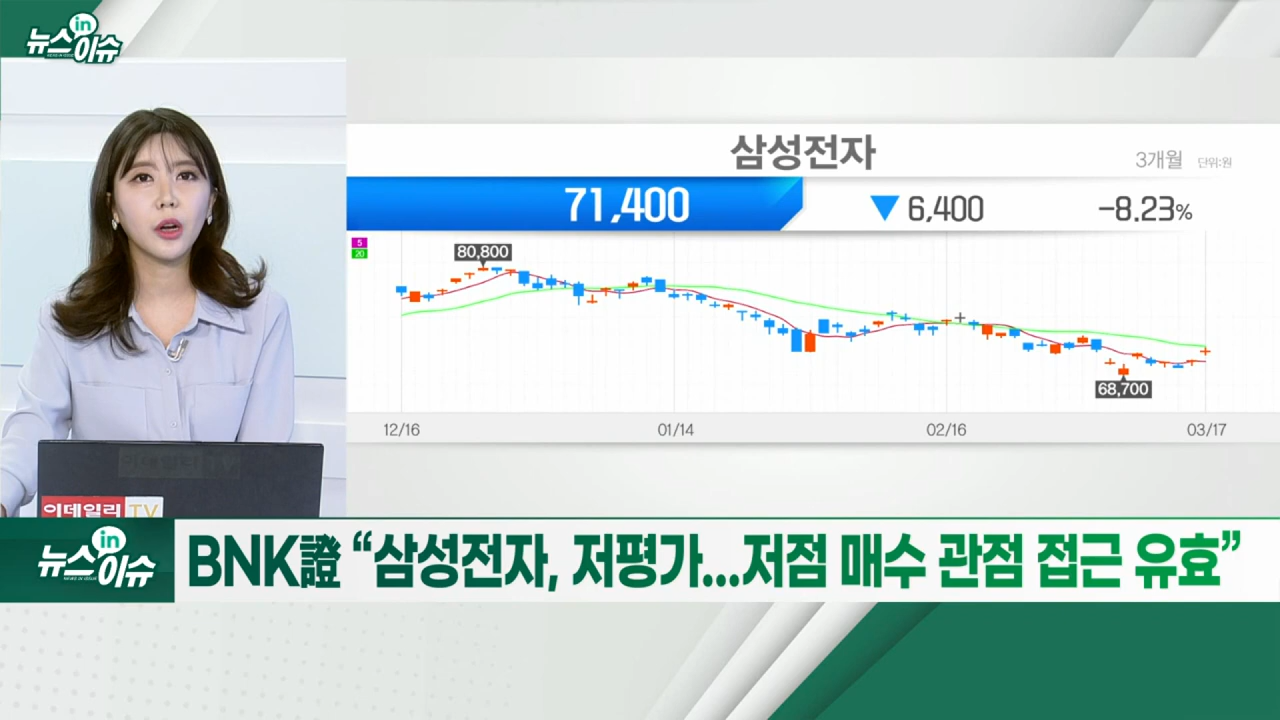 뉴스in이슈
삼성전자
3개월 단위:원
71,400 ▼ 6,400 -8.23%
5
20
80,800
68,700
12/16 01/14 02/16 03/17
이데일리TV
뉴스in이슈
NEWS IN ISSUE
BNK證 “삼성전자, 저평가...저점 매수 관점 접근 유효”